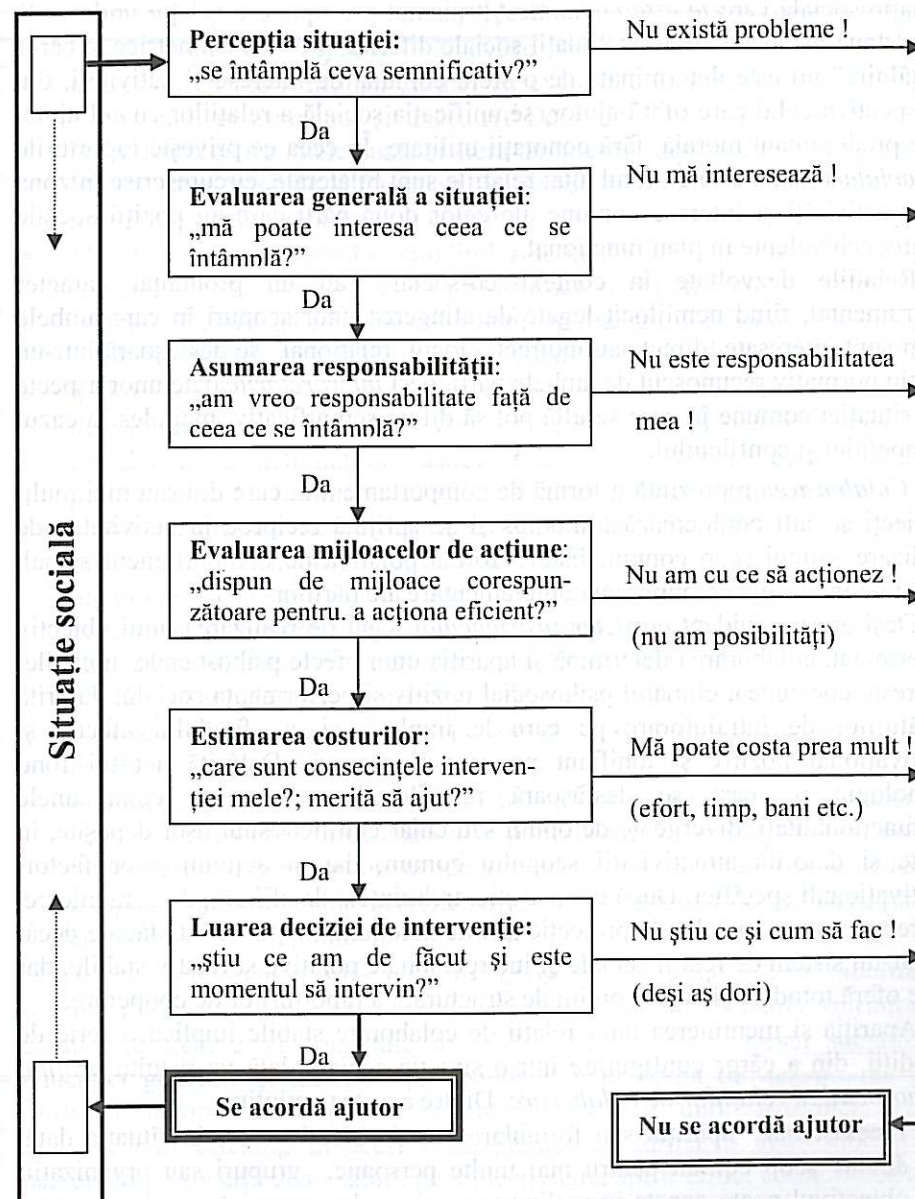 Percepția situației:
„se întâmplă ceva semnificativ?”
Nu există probleme !
Da
Evaluarea generală a situației:
„mă poate interesa ceea ce se
întâmplă?”
Nu mă interesează !
Da
Asumarea responsabilității:
„am vreo responsabilitate față de
ceea ce se întâmplă?”
Nu este responsabilitatea
mea !
Da
Evaluarea mijloacelor de acțiune:
„dispun de mijloace corespun-
zătoare pentru. a acționa eficient?”
Nu am cu ce să acționez !
(nu am posibilități)
Da
Estimarea costurilor:
„care sunt consecințele interven-
ției mele?; merită să ajut?”
Mă poate costa prea mult !
(efort, timp, bani etc.)
Da
Luarea deciziei de intervenție:
„știu ce am de făcut și este
momentul să intervin?”
Nu știu ce și cum să fac !
(deși aș dori)
Da
Se acordă ajutor
Nu se acordă ajutor
Situație socială